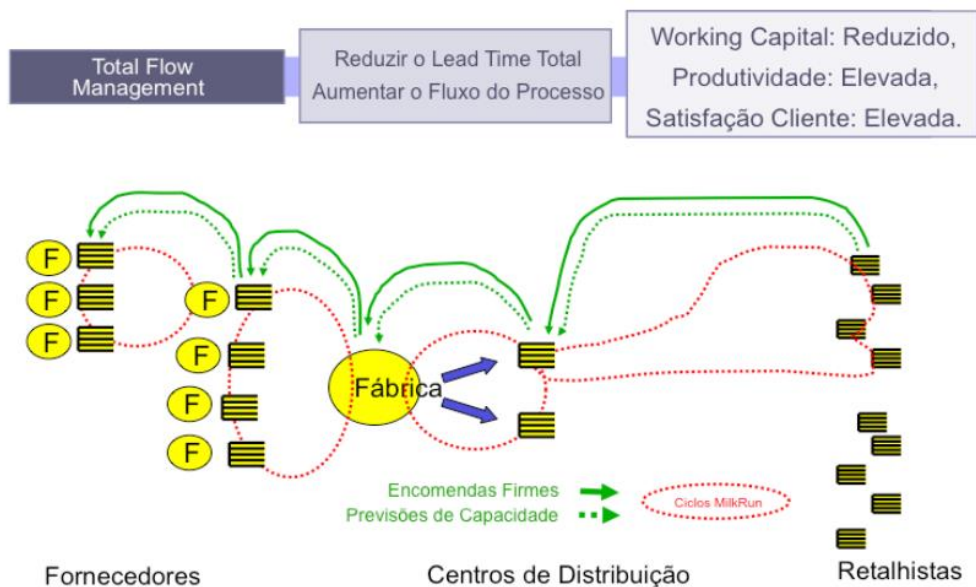 Total Flow
Management
Reduzir o Lead Time Total
Aumentar o Fluxo do Processo
Working Capital: Reduzido,
Produtividade: Elevada,
Satisfação Cliente: Elevada.
F
F
F
F
F
F
F
Fábrica
Encomendas Firmes
Previsões de Capacidade
Ciclos MilkRun
Fornecedores
Centros de Distribuição
Retalhistas